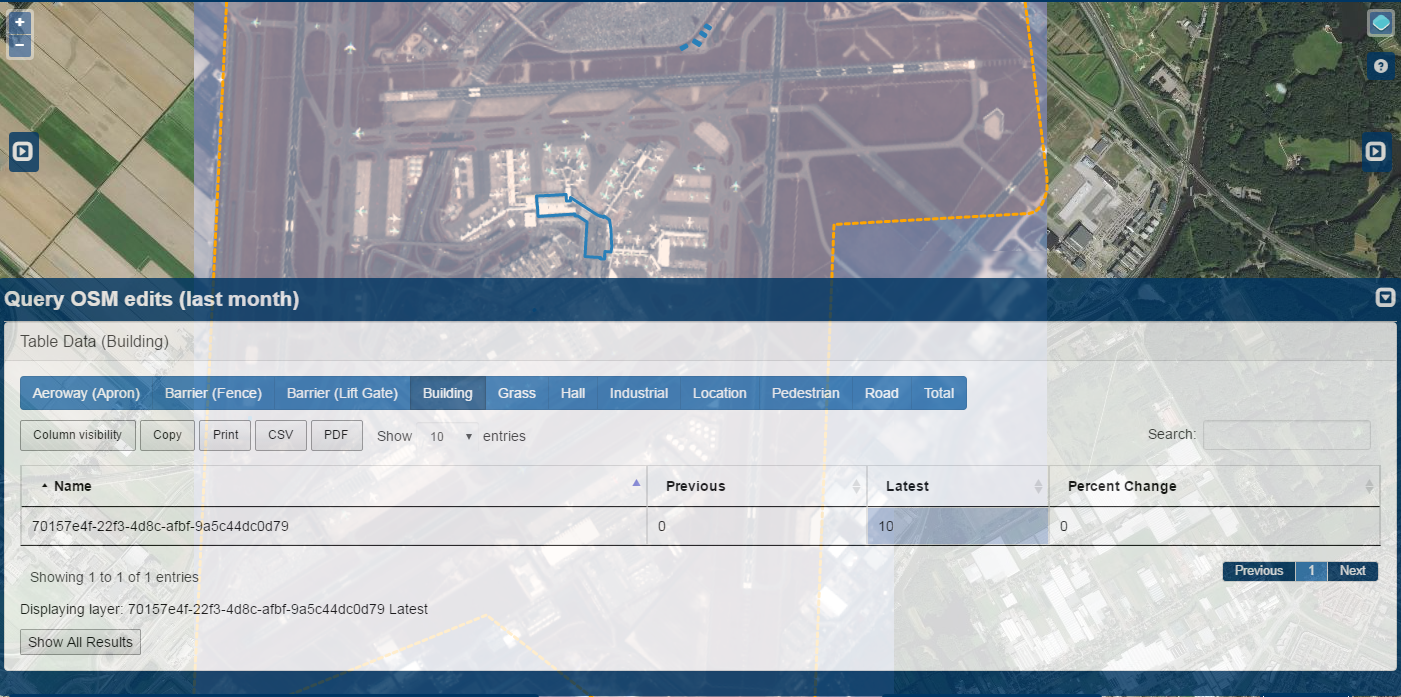 +
−
?
Query OSM edits (last month)
Table Data (Building)
Aeroway (Apron) Barrier (Fence) Barrier (Lift Gate) Building Grass Hall Industrial Location Pedestrian Road Total
Column visibility Copy Print CSV PDF Show 10 entries Search:
Name Previous Latest Percent Change
70157e4f-22f3-4d8c-afbf-9a5c44dc0d79 0 10 0
Showing 1 to 1 of 1 entries Previous 1 Next
Displaying layer: 70157e4f-22f3-4d8c-afbf-9a5c44dc0d79 Latest
Show All Results